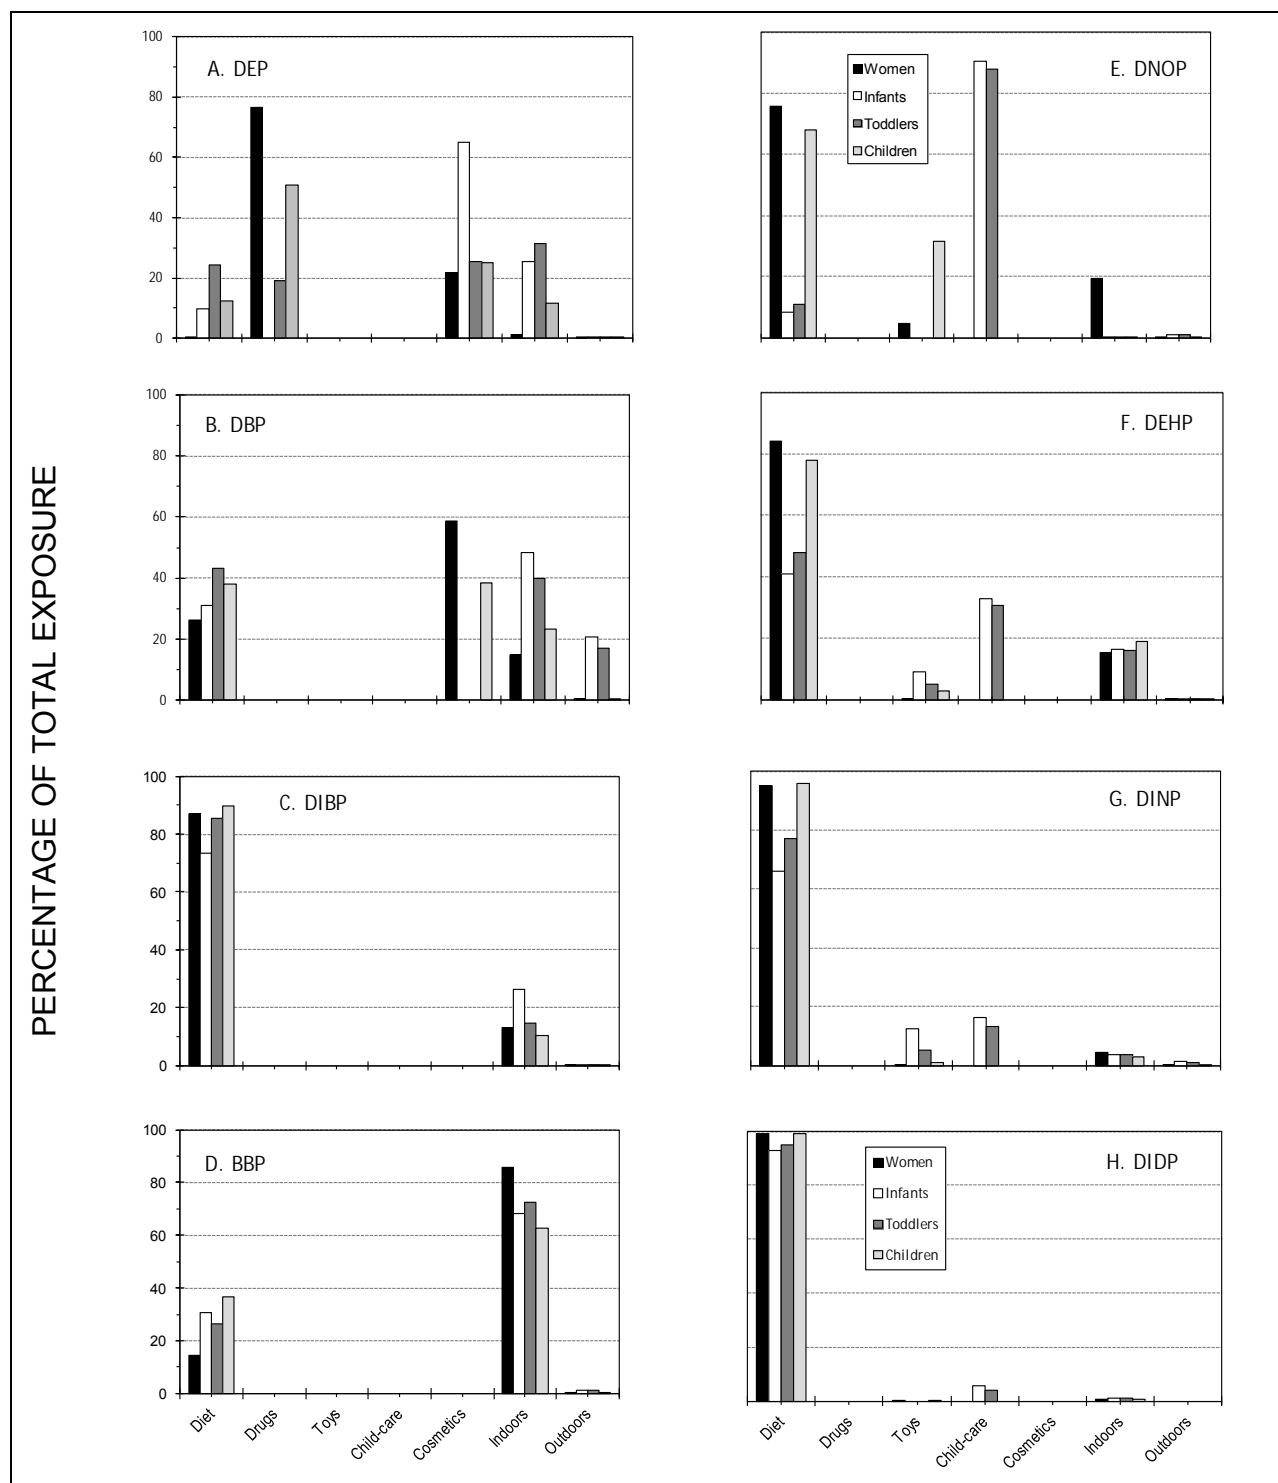 PERCENTAGE OF TOTAL EXPOSURE
A. DEP
100
80
60
40
20
0
B. DBP
100
80
60
40
20
0
C. DIBP
100
80
60
40
20
0
D. BBP
100
80
60
40
20
0
Diet
Drugs
Toys
Child-care
Cosmetics
Indoors
Outdoors
E. DNOP
Women
Infants
Toddlers
Children
F. DEHP
G. DINP
H. DIDP
Women
Infants
Toddlers
Children
Diet
Drugs
Toys
Child-care
Cosmetics
Indoors
Outdoors